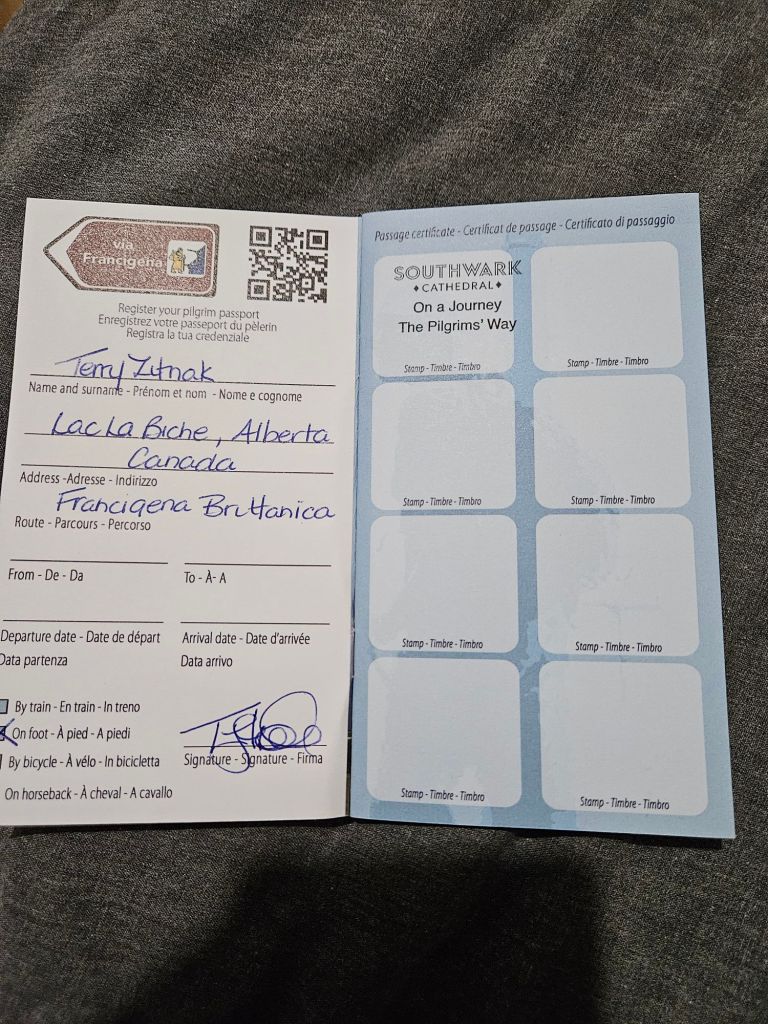 via
Francigena
Register your pilgrim passport
Enregistrez votre passeport du pèlerin
Registra la tua credenziale
Terry Zitnak
Name and surname - Prénom et nom - Nome e cognome
Lac La Biche, Alberta
Canada
Address -Adresse - Indirizzo
Francigena Bruttanica
Route - Parcours - Percorso
From - De - Da
To - À- A
Departure date - Date de départ
Data partenza
Arrival date - Date d'arrivée
Data arrivo
By train - En train - In treno
On foot - À pied - A piedi
By bicycle - À vélo - In bicicletta
On horseback - À cheval - A cavallo
Signature - Signature - Firma
Passage certificate - Certificat de passage - Certificato di passaggio
SOUTHWARK
CATHEDRAL
On a Journey
The Pilgrims' Way
Stamp - Timbre - Timbro
Stamp - Timbre - Timbro
Stamp - Timbre - Timbro
Stamp - Timbre - Timbro
Stamp - Timbre - Timbro
Stamp - Timbre - Timbro
Stamp - Timbre - Timbro
Stamp - Timbre - Timbro